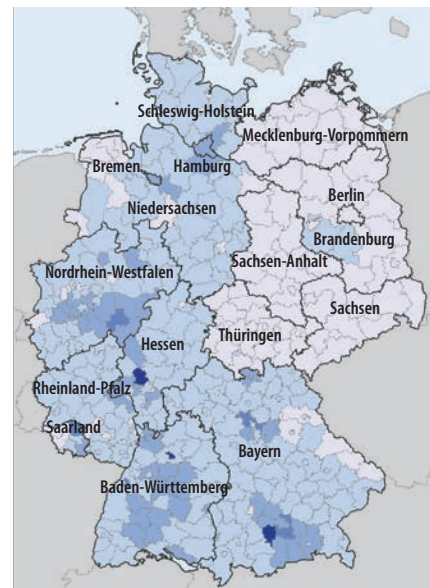 Schleswig-Holstein
Mecklenburg-Vorpommern
Bremen
Hamburg
Berlin
Niedersachsen
Brandenburg
Nordrhein-Westfalen
Sachsen-Anhalt
Sachsen
Hessen
Thüringen
Rheinland-Pfalz
Saarland
Bayern
Baden-Württemberg